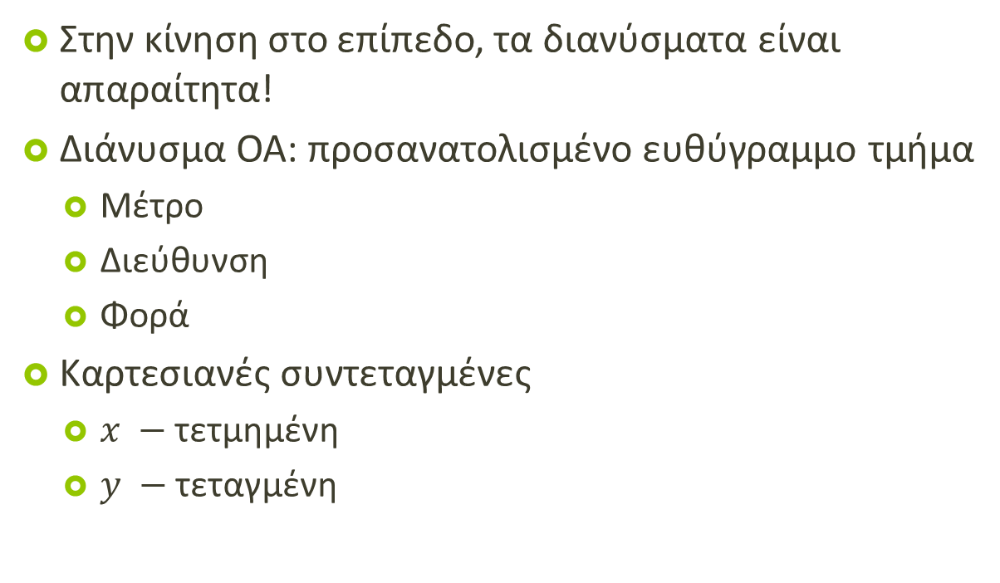 Στην κίνηση στο επίπεδο, τα διανύσματα είναι
απαραίτητα!
Διάνυσμα ΟΑ: προσανατολισμένο ευθύγραμμο τμήμα
Μέτρο
Διεύθυνση
Φορά
Καρτεσιανές συντεταγμένες
x − τετμημένη
y − τεταγμένη